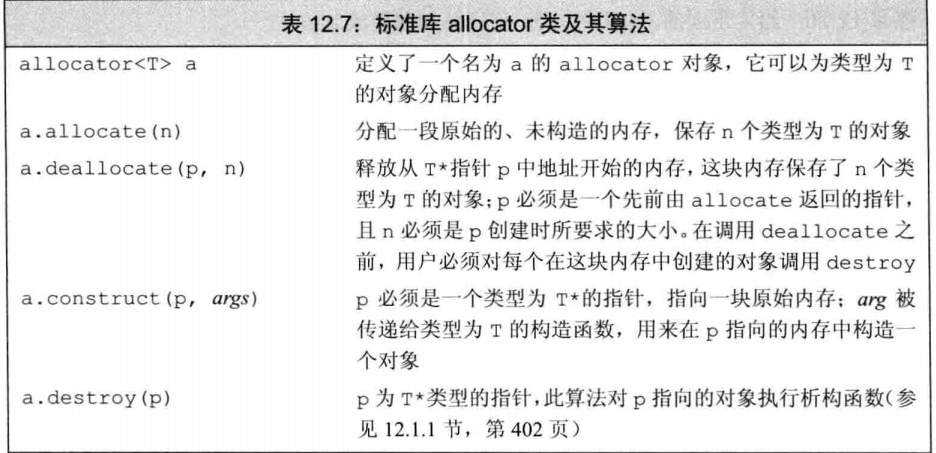 表 12.7：标准库 allocator 类及其算法
allocator<T> a 定义了一个名为 a 的 allocator 对象，它可以为类型为 T
的对象分配内存
a.allocate(n) 分配一段原始的、未构造的内存，保存 n 个类型为 T 的对象
a.deallocate(p, n) 释放从 T*指针 p 中地址开始的内存，这块内存保存了 n 个类
型为 T 的对象；p 必须是一个先前由 allocate 返回的指针，
且 n 必须是 p 创建时所要求的大小。在调用 deallocate 之
前，用户必须对每个在这块内存中创建的对象调用 destroy
a.construct(p, args) p 必须是一个类型为 T*的指针，指向一块原始内存；arg 被
传递给类型为 T 的构造函数，用来在 p 指向的内存中构造一
个对象
a.destroy(p) p 为 T*类型的指针，此算法对 p 指向的对象执行析构函数（参
见 12.1.1 节，第 402 页）